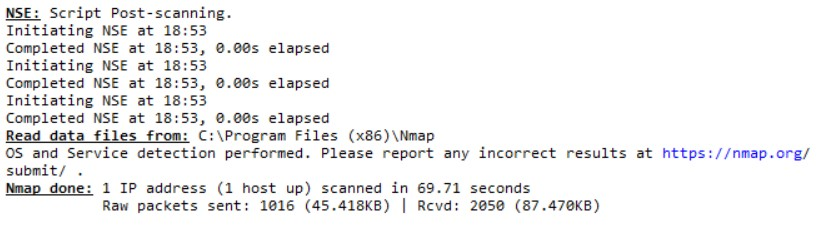 NSE: Script Post-scanning.
Initiating NSE at 18:53
Completed NSE at 18:53, 0.00s elapsed
Initiating NSE at 18:53
Completed NSE at 18:53, 0.00s elapsed
Initiating NSE at 18:53
Completed NSE at 18:53, 0.00s elapsed
Read data files from: C:\Program Files (x86)\Nmap
OS and Service detection performed. Please report any incorrect results at https://nmap.org/
submit/ .
Nmap done: 1 IP address (1 host up) scanned in 69.71 seconds
Raw packets sent: 1016 (45.418KB) | Rcvd: 2050 (87.470KB)